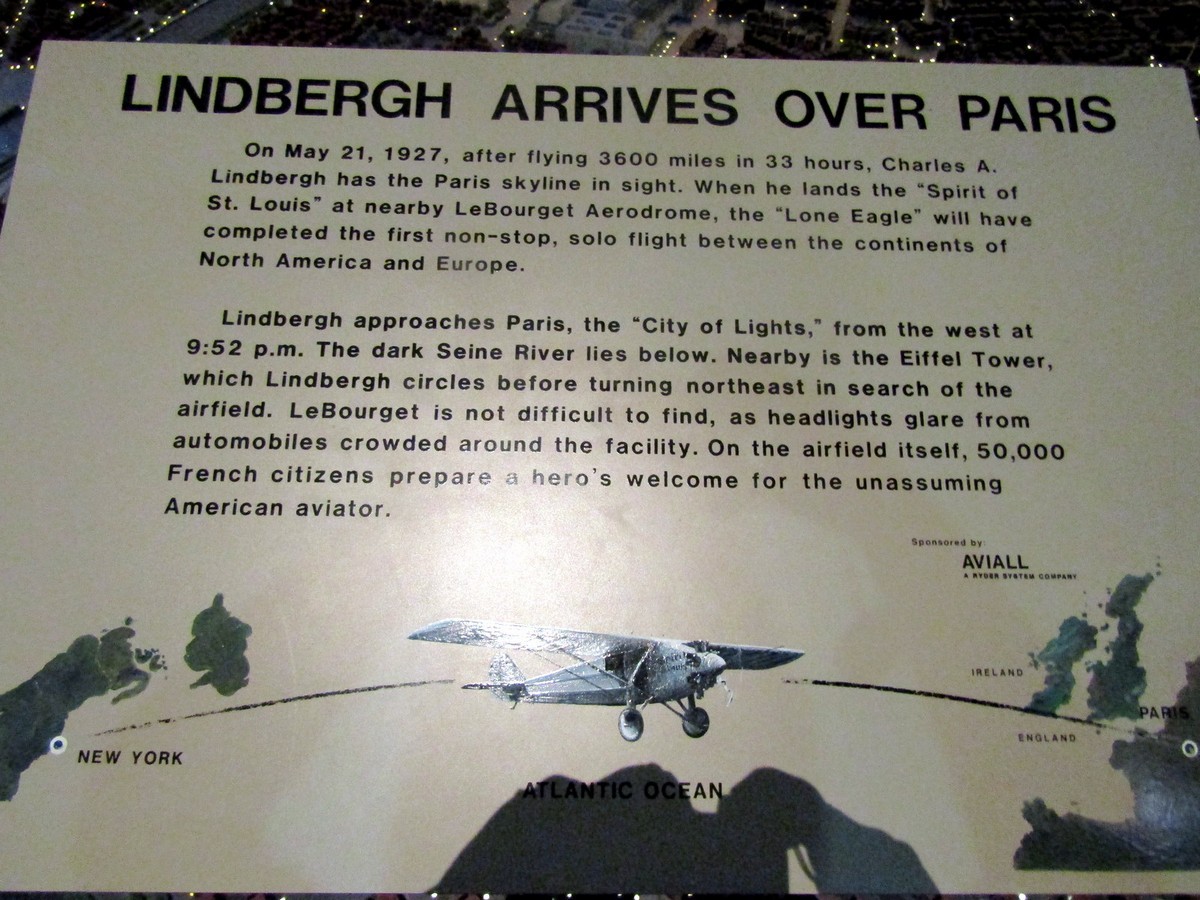 LINDBERGH ARRIVES OVER PARIS
On May 21, 1927, after flying 3600 miles in 33 hours, Charles A.
Lindbergh has the Paris skyline in sight. When he lands the “Spirit of
St. Louis” at nearby LeBourget Aerodrome, the “Lone Eagle” will have
completed the first non-stop, solo flight between the continents of
North America and Europe.
Lindbergh approaches Paris, the “City of Lights,” from the west at
9:52 p.m. The dark Seine River lies below. Nearby is the Eiffel Tower,
which Lindbergh circles before turning northeast in search of the
airfield. LeBourget is not difficult to find, as headlights glare from
automobiles crowded around the facility. On the airfield itself, 50,000
French citizens prepare a hero's welcome for the unassuming
American aviator.
Sponsored by:
AVIALL
A RYDER SYSTEM COMPANY
IRELAND
PARIS
ENGLAND
NEW YORK
ATLANTIC OCEAN